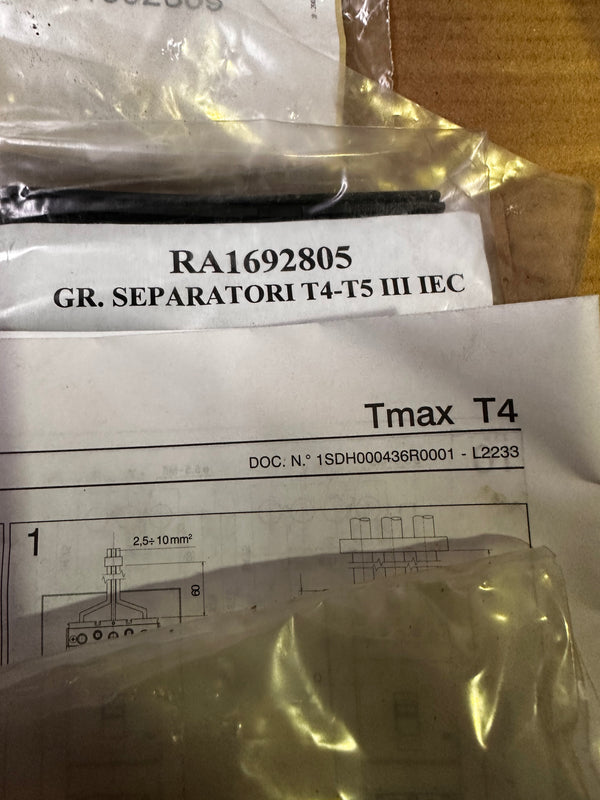 RA1692805
GR. SEPARATORI T4-T5 III IEC
Tmax T4
DOC. N.° 1SDH000436R0001 - L2233
1
2,5÷10mm²
60